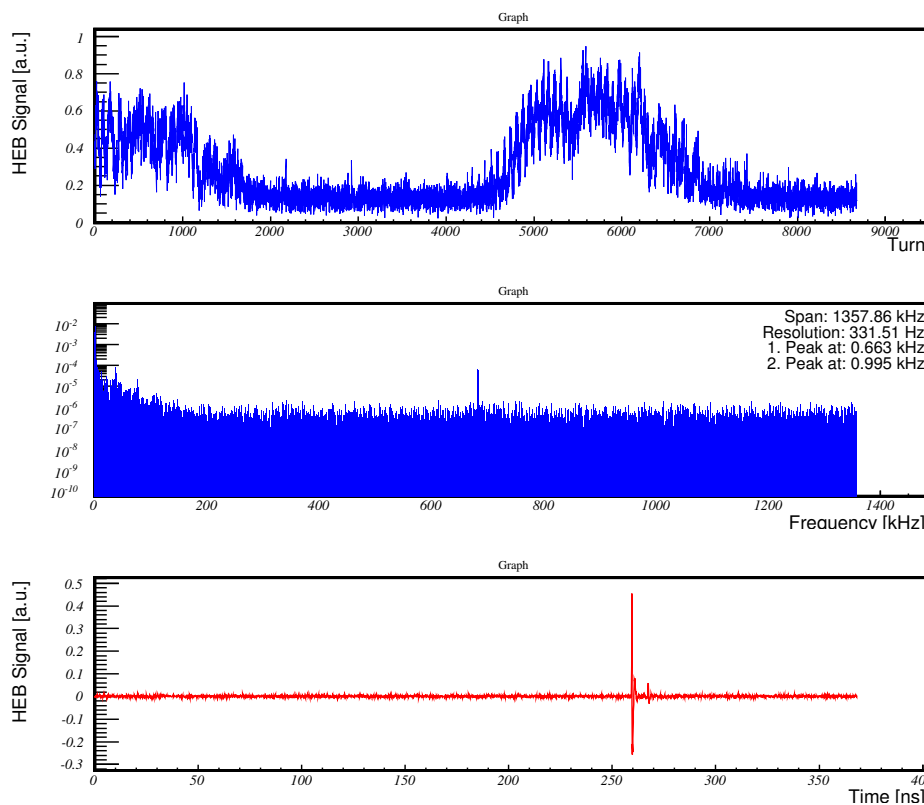 Graph
HEB Signal [a.u.]
1
0.8
0.6
0.4
0.2
0
0 1000 2000 3000 4000 5000 6000 7000 8000 9000
Turn
Graph
Span: 1357.86 kHz
Resolution: 331.51 Hz
1. Peak at: 0.663 kHz
2. Peak at: 0.995 kHz
10-2
10-3
10-4
10-5
10-6
10-7
10-8
10-9
10-10
0 200 400 600 800 1000 1200 1400
Frequency [kHz]
Graph
HEB Signal [a.u.]
0.5
0.4
0.3
0.2
0.1
0
-0.1
-0.2
-0.3
0 50 100 150 200 250 300 350
Time [ns]